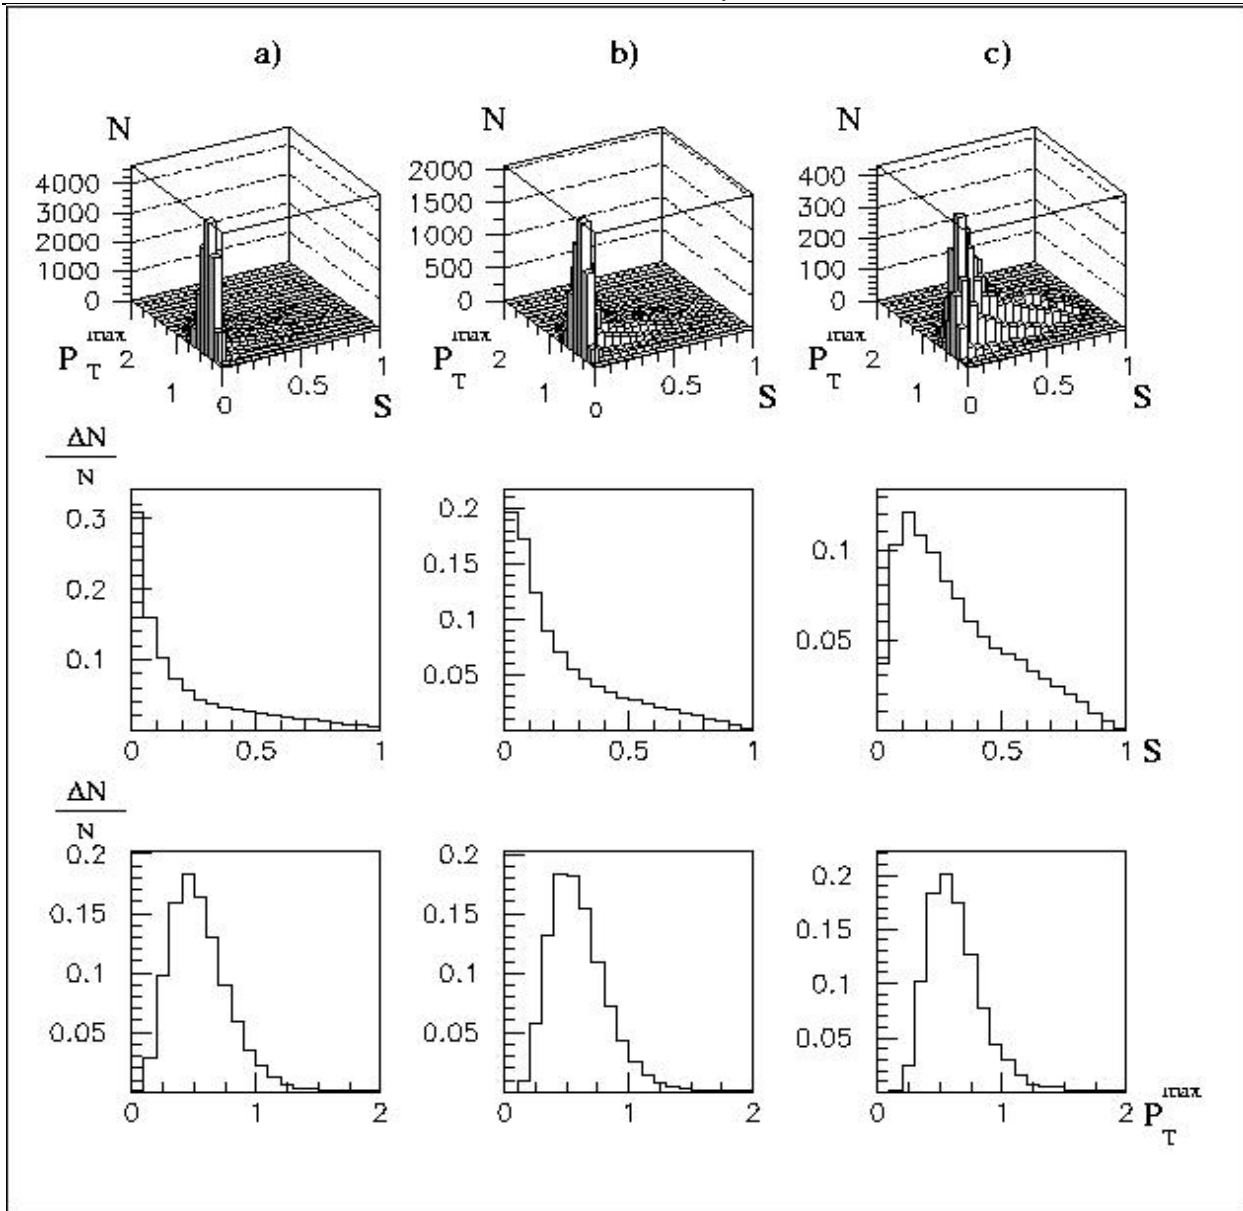 a) b) c)
N N N
4000 2000 400
3000 1500 300
2000 1000 200
1000 500 100
0 0 0
P_T^max 2 1 0 0.5 1 S
P_T^max 2 1 0 0.5 1 S
P_T^max 2 1 0 0.5 1 S
ΔN
N
0.3 0.2 0.1
0 0.5 1
0.2 0.15 0.1 0.05
0 0.5 1
0.1 0.05
0 0.5 1 S
ΔN
N
0.2 0.15 0.1 0.05
0 1 2
0.2 0.15 0.1 0.05
0 1 2
0.2 0.15 0.1 0.05
0 1 2 P_T^max